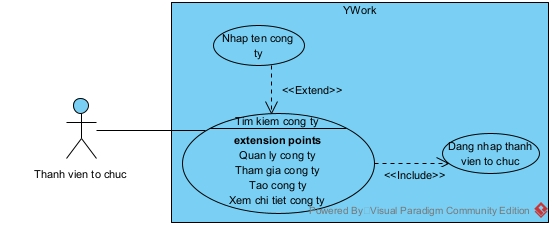 YWork
Nhap ten cong
ty
<<Extend>>
Tim kiem cong ty
extension points
Quan ly cong ty
Tham gia cong ty
Tao cong ty
Xem chi tiet cong ty
Dang nhap thanh
vien to chuc
<<Include>>
Thanh vien to chuc
Powered By Visual Paradigm Community Edition